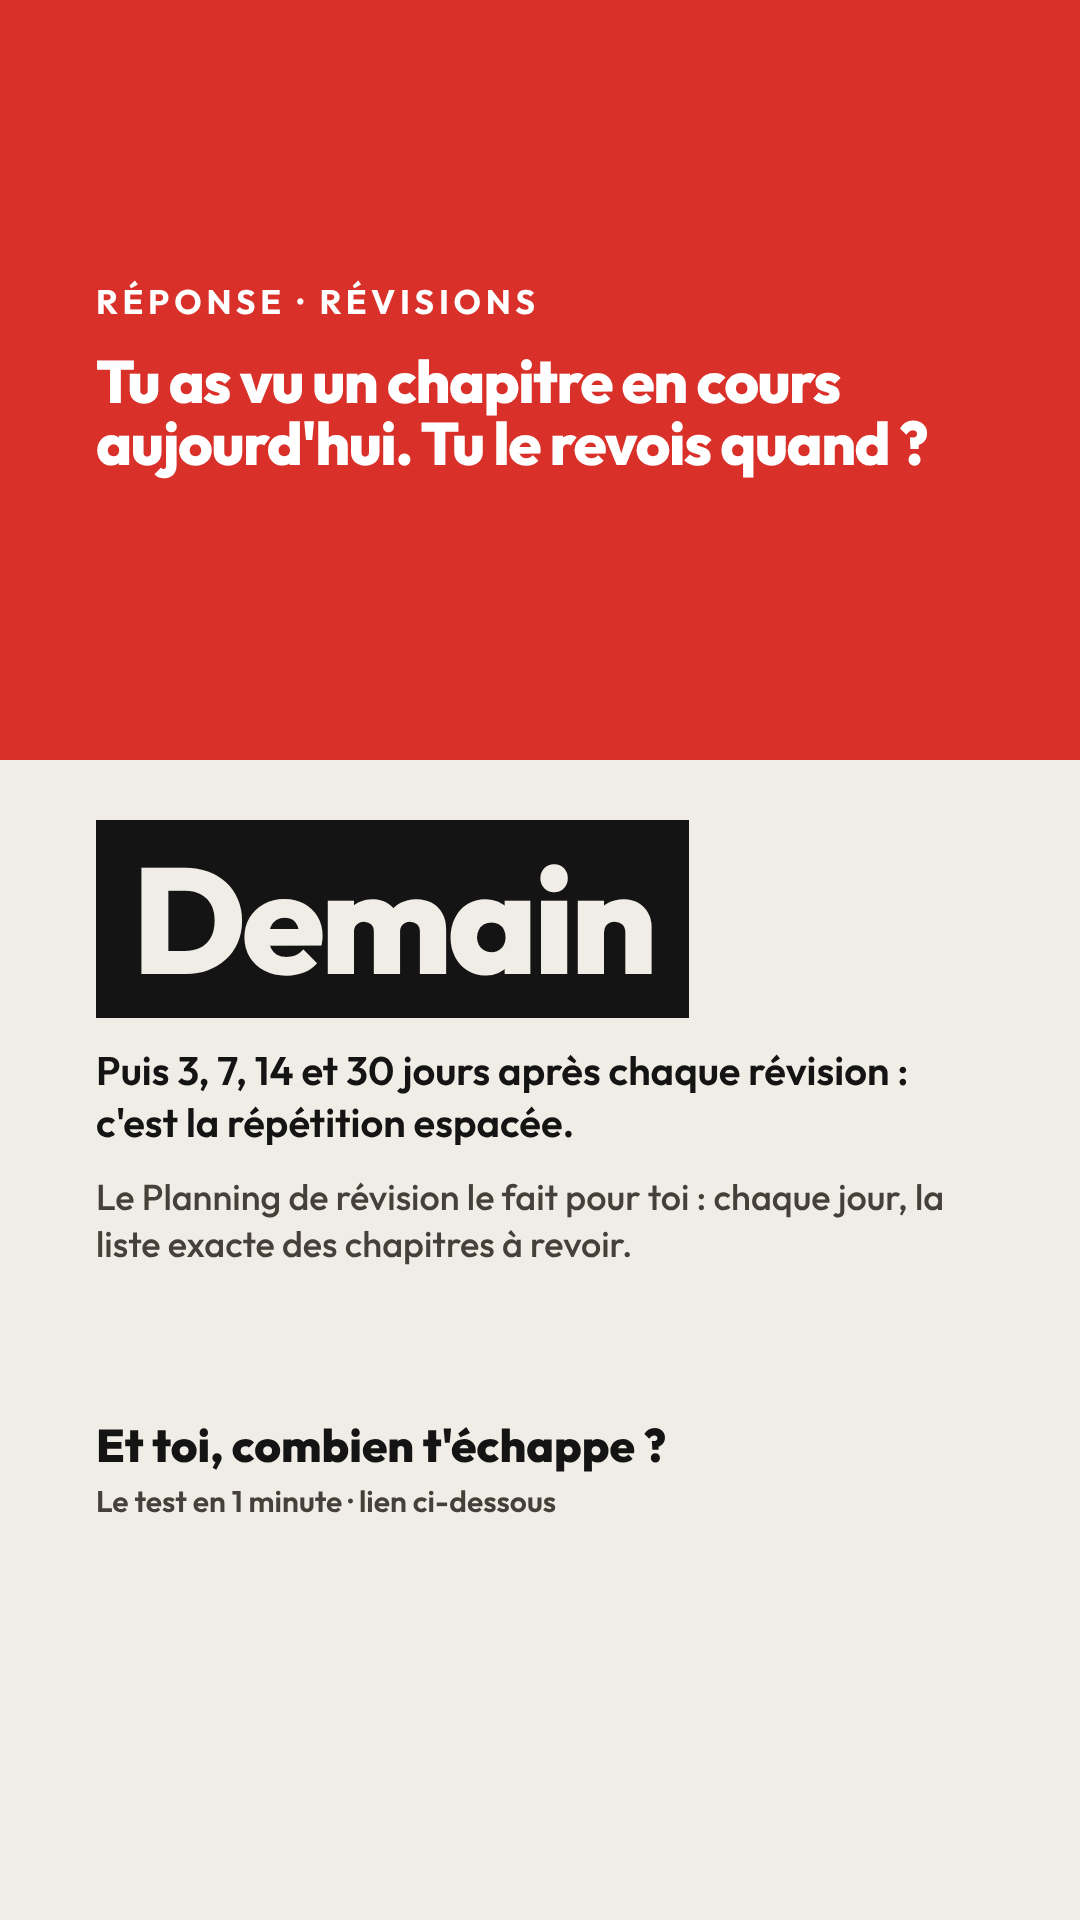 RÉPONSE · RÉVISIONS
Tu as vu un chapitre en cours
aujourd'hui. Tu le revois quand ?
Demain
Puis 3, 7, 14 et 30 jours après chaque révision :
c'est la répétition espacée.
Le Planning de révision le fait pour toi : chaque jour, la
liste exacte des chapitres à revoir.
Et toi, combien t'échappe ?
Le test en 1 minute · lien ci-dessous